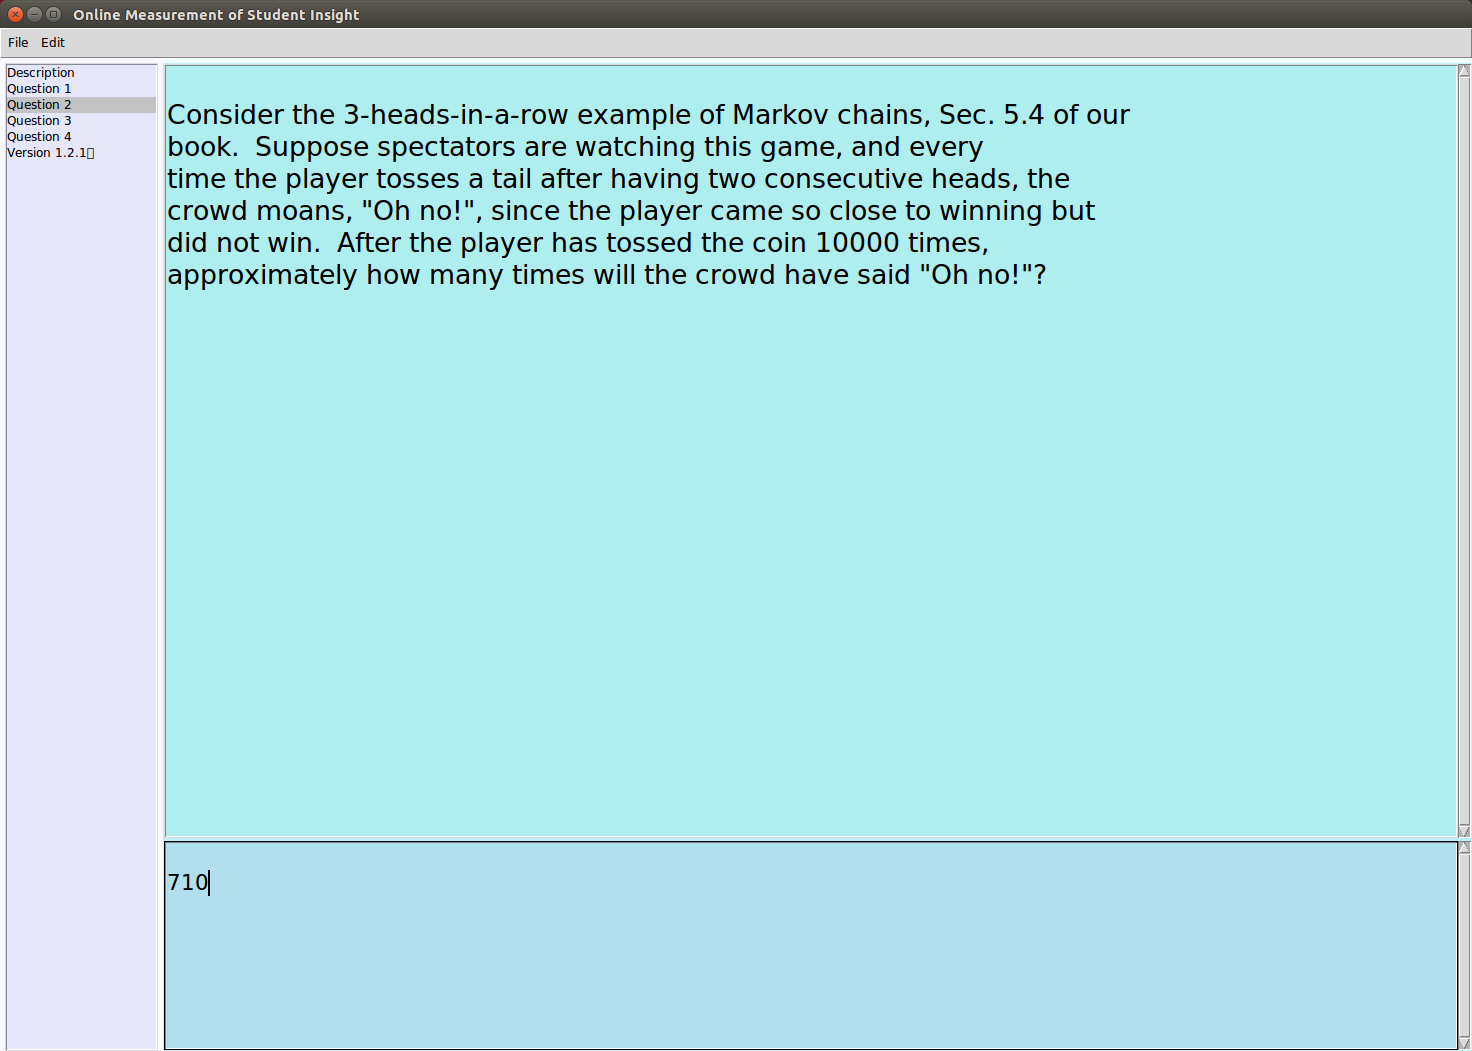 Online Measurement of Student Insight
File Edit
Description
Question 1
Question 2
Question 3
Question 4
Version 1.2.1
Consider the 3-heads-in-a-row example of Markov chains, Sec. 5.4 of our
book.  Suppose spectators are watching this game, and every
time the player tosses a tail after having two consecutive heads, the
crowd moans, "Oh no!", since the player came so close to winning but
did not win.  After the player has tossed the coin 10000 times,
approximately how many times will the crowd have said "Oh no!"?
710